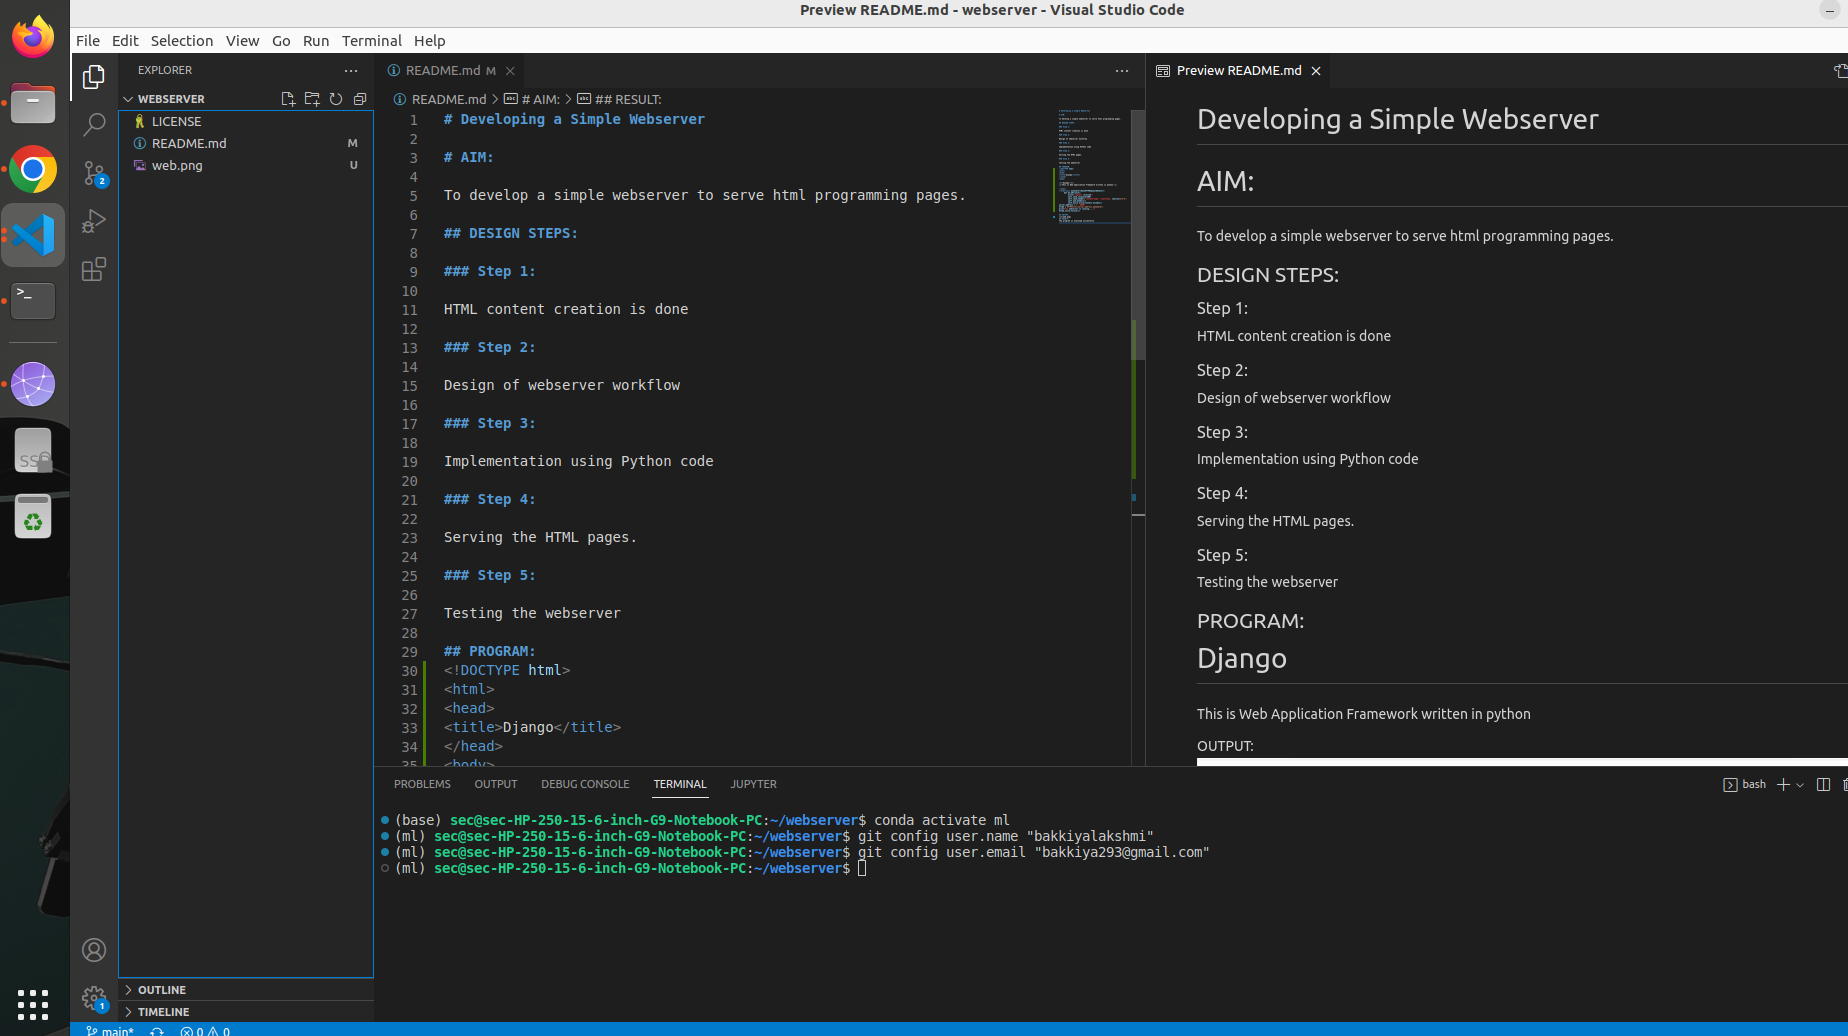 Preview README.md - webserver - Visual Studio Code
File Edit Selection View Go Run Terminal Help
EXPLORER
WEBSERVER
LICENSE
README.md M
web.png U
OUTLINE
TIMELINE
2
1
SS
README.md M
README.md > # AIM: > ## RESULT:
1 # Developing a Simple Webserver
2
3 # AIM:
4
5 To develop a simple webserver to serve html programming pages.
6
7 ## DESIGN STEPS:
8
9 ### Step 1:
10
11 HTML content creation is done
12
13 ### Step 2:
14
15 Design of webserver workflow
16
17 ### Step 3:
18
19 Implementation using Python code
20
21 ### Step 4:
22
23 Serving the HTML pages.
24
25 ### Step 5:
26
27 Testing the webserver
28
29 ## PROGRAM:
30 <!DOCTYPE html>
31 <html>
32 <head>
33 <title>Django</title>
34 </head>
35 <body>
Preview README.md
Developing a Simple Webserver
AIM:
To develop a simple webserver to serve html programming pages.
DESIGN STEPS:
Step 1:
HTML content creation is done
Step 2:
Design of webserver workflow
Step 3:
Implementation using Python code
Step 4:
Serving the HTML pages.
Step 5:
Testing the webserver
PROGRAM:
Django
This is Web Application Framework written in python
OUTPUT:
PROBLEMS OUTPUT DEBUG CONSOLE TERMINAL JUPYTER
bash
(base) sec@sec-HP-250-15-6-inch-G9-Notebook-PC:~/webserver$ conda activate ml
(ml) sec@sec-HP-250-15-6-inch-G9-Notebook-PC:~/webserver$ git config user.name "bakkiyalakshmi"
(ml) sec@sec-HP-250-15-6-inch-G9-Notebook-PC:~/webserver$ git config user.email "bakkiya293@gmail.com"
(ml) sec@sec-HP-250-15-6-inch-G9-Notebook-PC:~/webserver$
main* 0 0